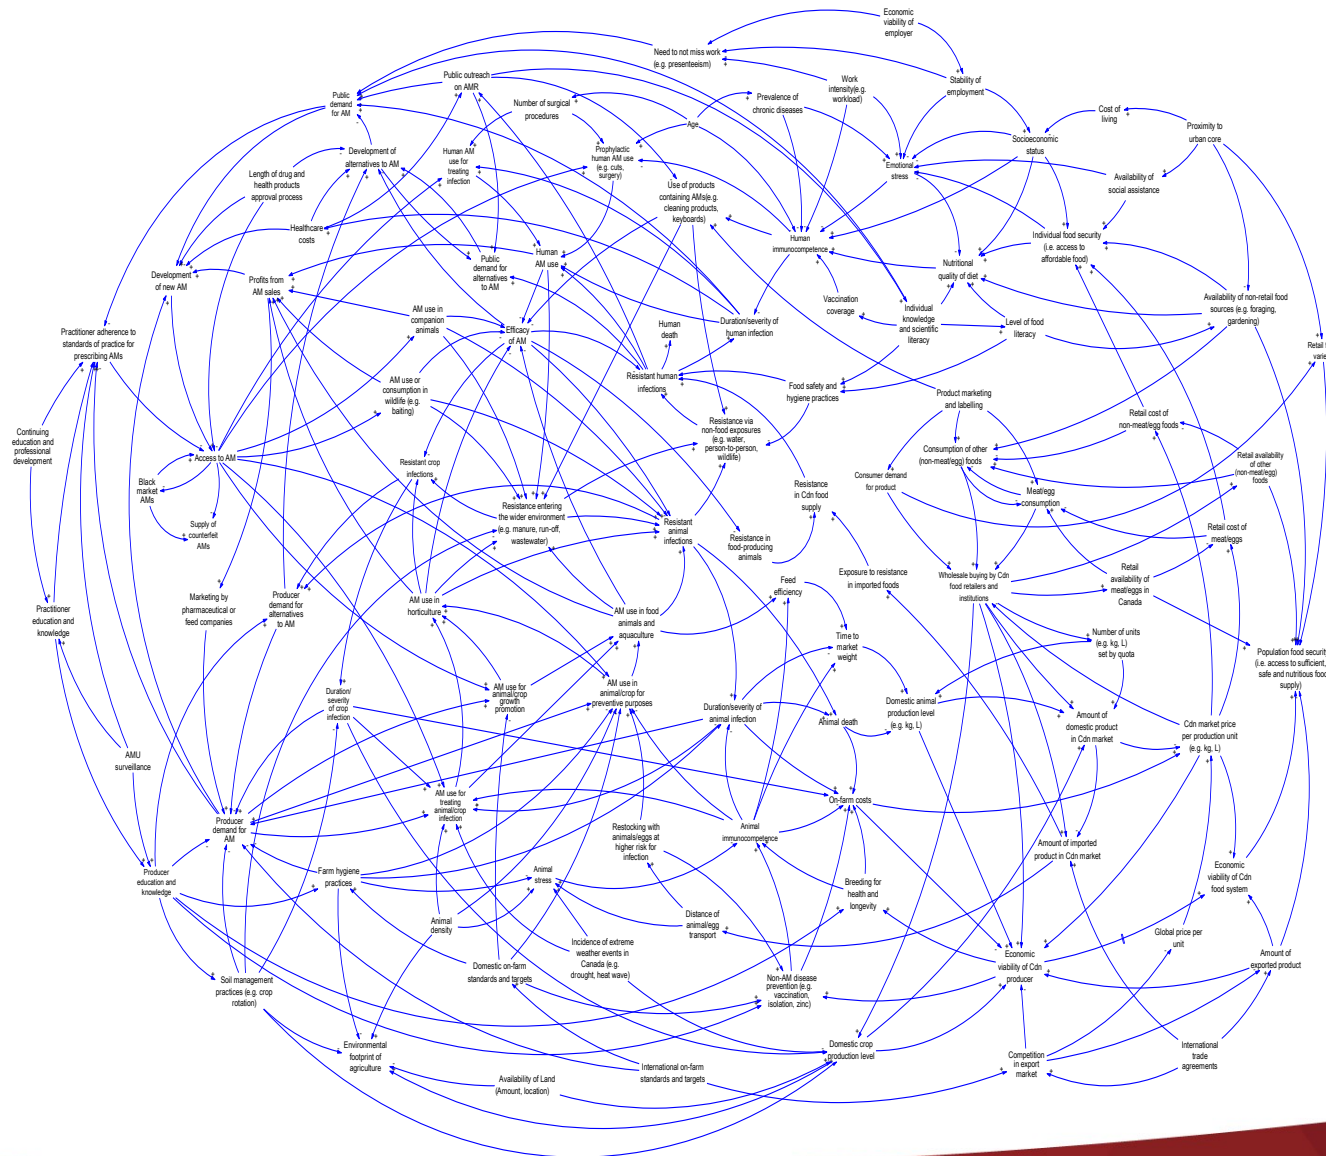 Economic
viability of
employer
Need to not miss work
(e.g. presenteeism)
Public outreach
on AMR
Work
intensity(e.g.
workload)
Stability of
employment
Public
demand
for AM
Number of surgical
procedures
Prevalence of
chronic diseases
Cost of
living
Age
Proximity to
urban core
Socioeconomic
status
Development of
alternatives to AM
Human AM
use for
treating
infection
Prophylactic
human AM use
(e.g. cuts,
surgery)
Emotional
stress
Availability of
social assistance
Length of drug and
health products
approval process
Use of products
containing AMs(e.g.
cleaning products,
keyboards)
Healthcare
costs
Human
immunocompetence
Individual food security
(i.e. access to
affordable food)
Human
AM use
Public
demand for
alternatives
to AM
Nutritional
quality of diet
Development
of new AM
Profits from
AM sales
Vaccination
coverage
Individual
knowledge
and scientific
literacy
Availability of non-retail food
sources (e.g. foraging,
gardening)
AM use in
companion
animals
Efficacy
of AM
Human
death
Duration/severity of
human infection
Level of food
literacy
Practitioner adherence to
standards of practice for
prescribing AMs
Retail
AM use or
consumption in
wildlife (e.g.
baiting)
Resistant human
infections
Food safety and
hygiene practices
Product marketing
and labelling
Retail cost of
non-meat/egg foods
Continuing
education and
professional
development
Resistance via
non-food exposures
(e.g. water,
person-to-person,
wildlife)
Access to AM
Resistant crop
infections
Consumption of other
(non-meat/egg) foods
Retail availability
of other
(non-meat/egg)
foods
Black
market
AMs
Consumer demand
for product
Meat/egg
consumption
Resistance
in Cdn food
supply
Supply of
counterfeit
AMs
Resistance entering
the wider environment
(e.g. manure, run-off,
wastewater)
Resistant
animal
infections
Resistance in
food-producing
animals
Retail cost of
meat/eggs
Exposure to resistance
in imported foods
Wholesale buying by Cdn
food retailers and
institutions
Retail
availability of
meat/eggs in
Canada
Feed
efficiency
Marketing by
pharmaceutical or
feed companies
Producer
demand for
alternatives
to AM
AM use in
horticulture
AM use in food
animals and
aquaculture
Practitioner
education and
knowledge
Time to
market
weight
Number of units
(e.g. kg, L)
set by quota
Population food security
(i.e. access to sufficient,
safe and nutritious food
supply)
Duration/
severity
of crop
infection
AM use for
animal/crop
growth
promotion
AM use in
animal/crop for
preventive purposes
Duration/severity of
animal infection
Animal death
Domestic animal
production level
(e.g. kg, L)
Amount of
domestic product
in Cdn market
Cdn market price
per production unit
(e.g. kg, L)
AMU
surveillance
AM use for
treating
animal/crop
infection
On-farm costs
Producer
demand for
AM
Restocking with
animals/eggs at
higher risk for
infection
Animal
immunocompetence
Amount of imported
product in Cdn market
Producer
education and
knowledge
Farm hygiene
practices
Animal
stress
Breeding for
health and
longevity
Economic
viability of Cdn
food system
Animal
density
Distance of
animal/egg
transport
Global price per
unit
Incidence of extreme
weather events in
Canada (e.g.
drought, heat wave)
Economic
viability of Cdn
producer
Amount of
exported product
Soil management
practices (e.g. crop
rotation)
Domestic on-farm
standards and targets
Non-AM disease
prevention (e.g.
vaccination,
isolation, zinc)
Environmental
footprint of
agriculture
Domestic crop
production level
Competition
in export
market
International
trade
agreements
International on-farm
standards and targets
Availability of Land
(Amount, location)